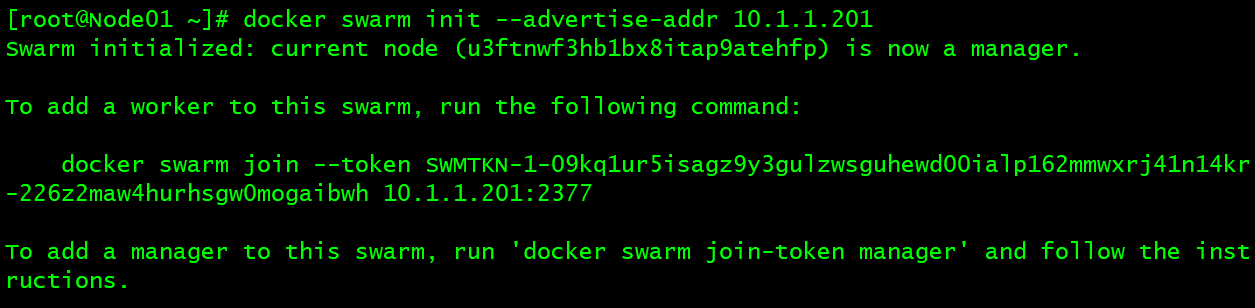 [root@Node01 ~]# docker swarm init --advertise-addr 10.1.1.201
Swarm initialized: current node (u3ftnwf3hb1bx8itap9atehfp) is now a manager.
To add a worker to this swarm, run the following command:
docker swarm join --token SWMTKN-1-09kq1ur5isagz9y3gulzwsguhewd00ialp162mmwxrj41n14kr
-226z2maw4hurhsgw0mogaibwh 10.1.1.201:2377
To add a manager to this swarm, run 'docker swarm join-token manager' and follow the inst
ructions.